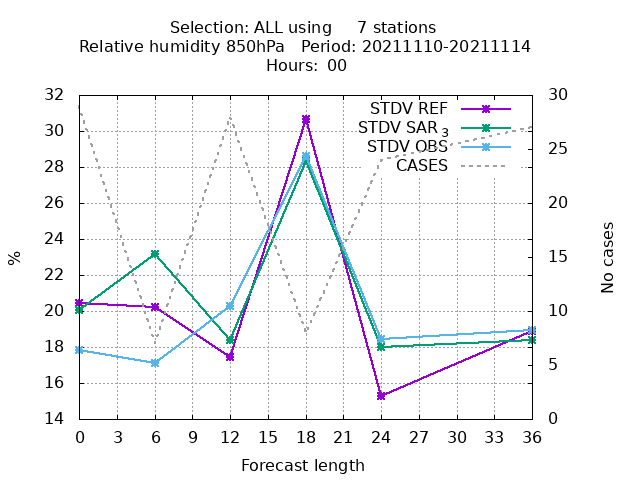 Selection: ALL using 7 stations
Relative humidity 850hPa Period: 20211110-20211114
Hours: 00
32 30
STDV REF
30
STDV SAR 3
25
STDV OBS
28
CASES
26 20
24
15
22
% No cases
20 10
18
5
16
14 0
0 3 6 9 12 15 18 21 24 27 30 33 36
Forecast length